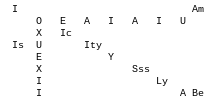 I Am
O E A I A I U
X Ic
Is U Ity
E Y
X Sss
I Ly
I A Be